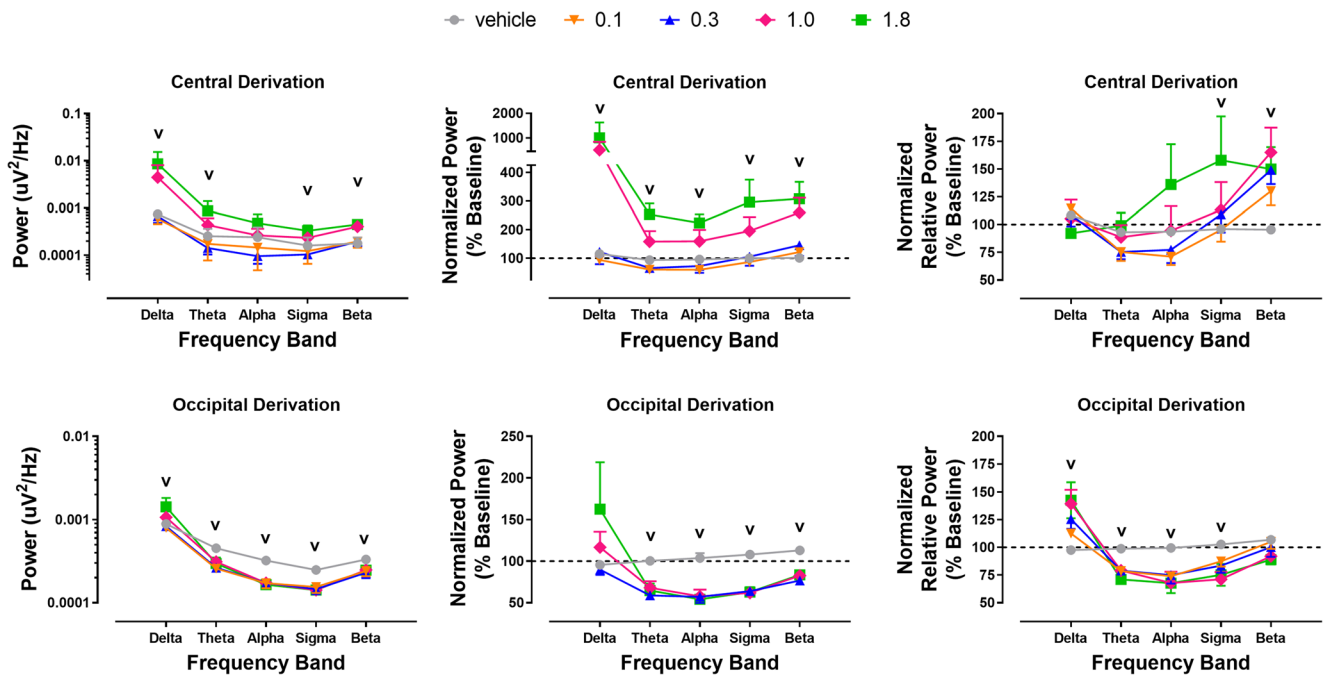 vehicle 0.1 0.3 1.0 1.8
Central Derivation
Power (uV²/Hz)
0.1
0.01
0.001
0.0001
v v v v
Delta Theta Alpha Sigma Beta
Frequency Band
Central Derivation
Normalized Power
(% Baseline)
2000
1000
400
300
200
100
v v v v v
Delta Theta Alpha Sigma Beta
Frequency Band
Central Derivation
Normalized
Relative Power
(% Baseline)
200
175
150
125
100
75
50
v v
Delta Theta Alpha Sigma Beta
Frequency Band
Occipital Derivation
Power (uV²/Hz)
0.01
0.001
0.0001
v v v v v
Delta Theta Alpha Sigma Beta
Frequency Band
Occipital Derivation
Normalized Power
(% Baseline)
250
200
150
100
50
v v v v
Delta Theta Alpha Sigma Beta
Frequency Band
Occipital Derivation
Normalized
Relative Power
(% Baseline)
200
175
150
125
100
75
50
v v v v
Delta Theta Alpha Sigma Beta
Frequency Band